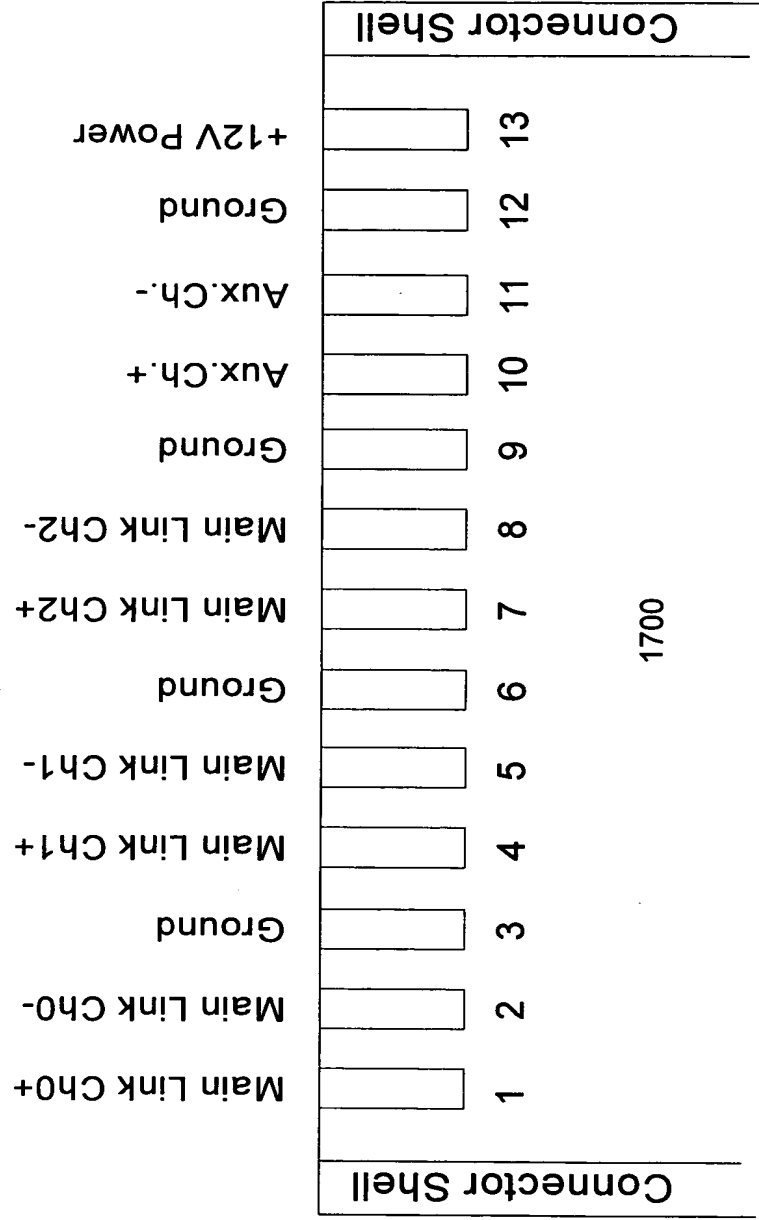 Connector Shell
+12V Power 13
Ground 12
Aux.Ch.- 11
Aux.Ch.+ 10
Ground 9
Main Link Ch2- 8
Main Link Ch2+ 7
Ground 6
Main Link Ch1- 5
Main Link Ch1+ 4
Ground 3
Main Link Ch0- 2
Main Link Ch0+ 1
Connector Shell
1700